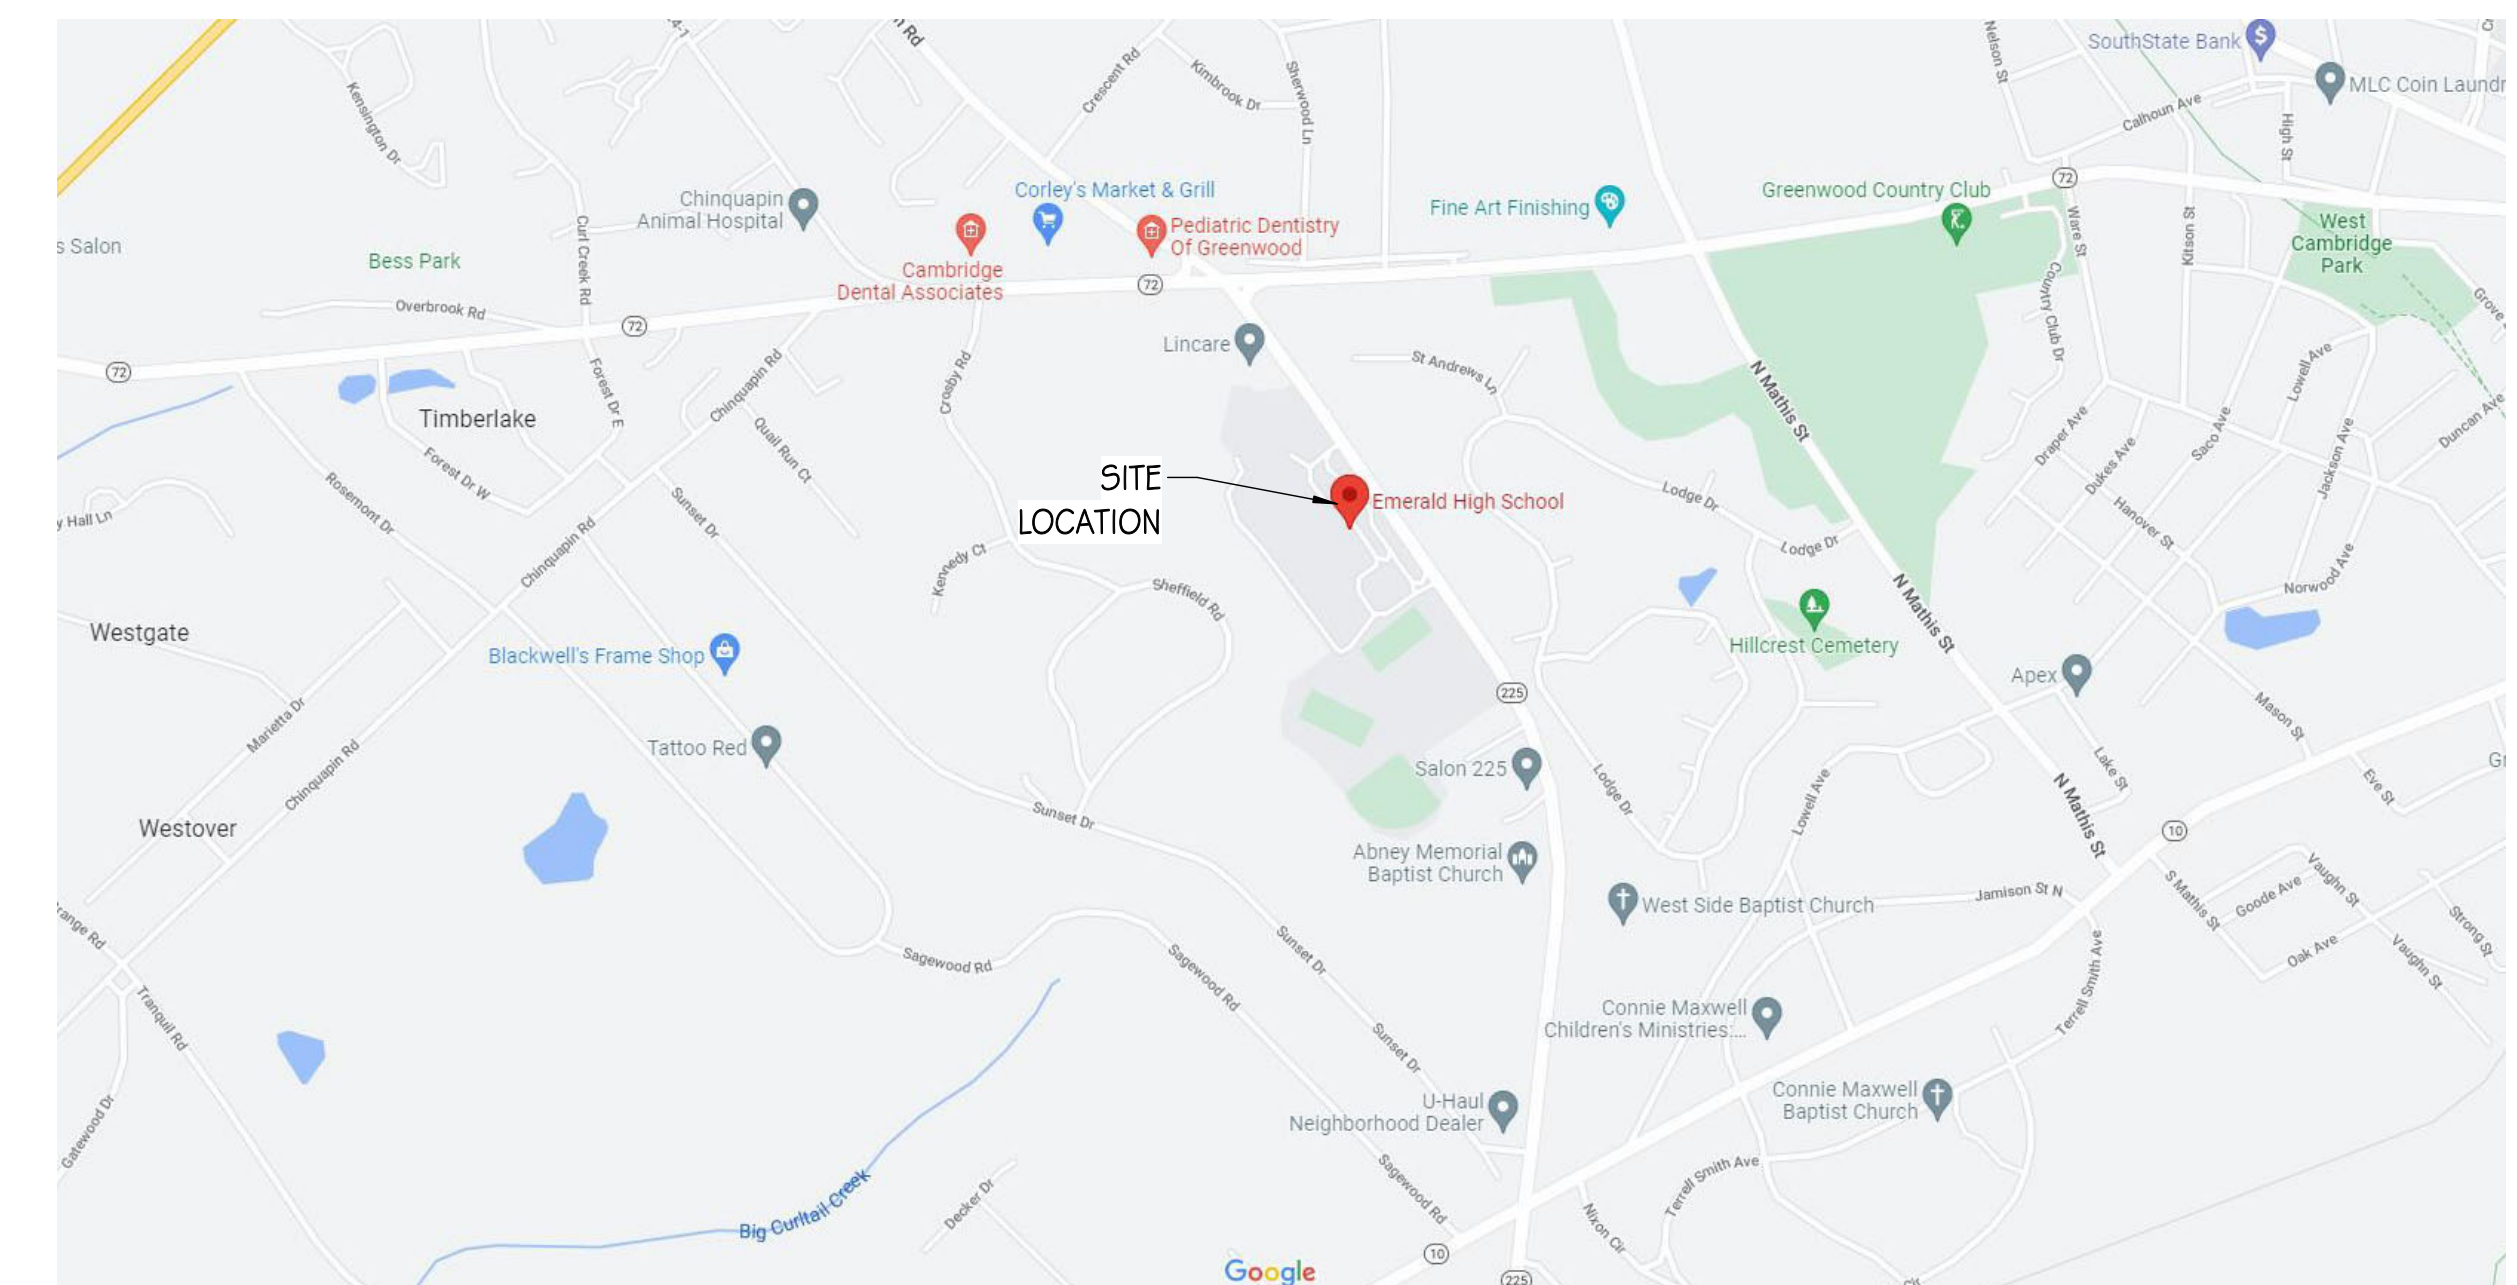 n Rd
Crescent Rd
Kimbrook Dr
Sherwood Ln
Nelson St
SouthState Bank
MLC Coin Laundr
Calhoun Ave
High St
Kensington Dr
Chinquapin
Animal Hospital
Corley's Market & Grill
Pediatric Dentistry
Of Greenwood
Fine Art Finishing
Greenwood Country Club
72
Ware St
Kitson St
West
Cambridge
Park
s Salon
Bess Park
Curl Creek Rd
Cambridge
Dental Associates
72
Country Club Dr
Grove
Overbrook Rd
72
72
Lincare
St Andrews Ln
N Mathis St
Lowell Ave
Duncan Ave
Timberlake
Forest Dr E
Chinquapin Rd
Crosby Rd
Quail Run Ct
Draper Ave
Dukes Ave
Saco Ave
Jackson Ave
Forest Dr W
Rosemont Dr
Sunset Dr
SITE
LOCATION
Emerald High School
Lodge Dr
Lodge Dr
Hanover St
y Hall Ln
Chinquapin Rd
Kennedy Ct
Sheffield Rd
N Mathis St
Norwood Ave
Westgate
Blackwell's Frame Shop
Hillcrest Cemetery
Apex
225
Mason St
Marietta Dr
Chinquapin Rd
Tattoo Red
Salon 225
Lodge Dr
Lowell Ave
N Mathis St
Lake St
Eve St
Gr
Westover
Sunset Dr
10
Abney Memorial
Baptist Church
West Side Baptist Church
Jamison St N
S Mathis St
Goode Ave
Vaughn St
Strong St
range Rd
Sagewood Rd
Sagewood Rd
Sunset Dr
Oak Ave
Vaughn St
Tranquil Rd
Sunset Dr
Connie Maxwell
Children's Ministries:...
Terrell Smith Ave
Gatewood Dr
U-Haul
Neighborhood Dealer
Connie Maxwell
Baptist Church
Big Curltail Creek
Decker Dr
Sagewood Rd
Terrell Smith Ave
Nixon Cir
10
Google
225